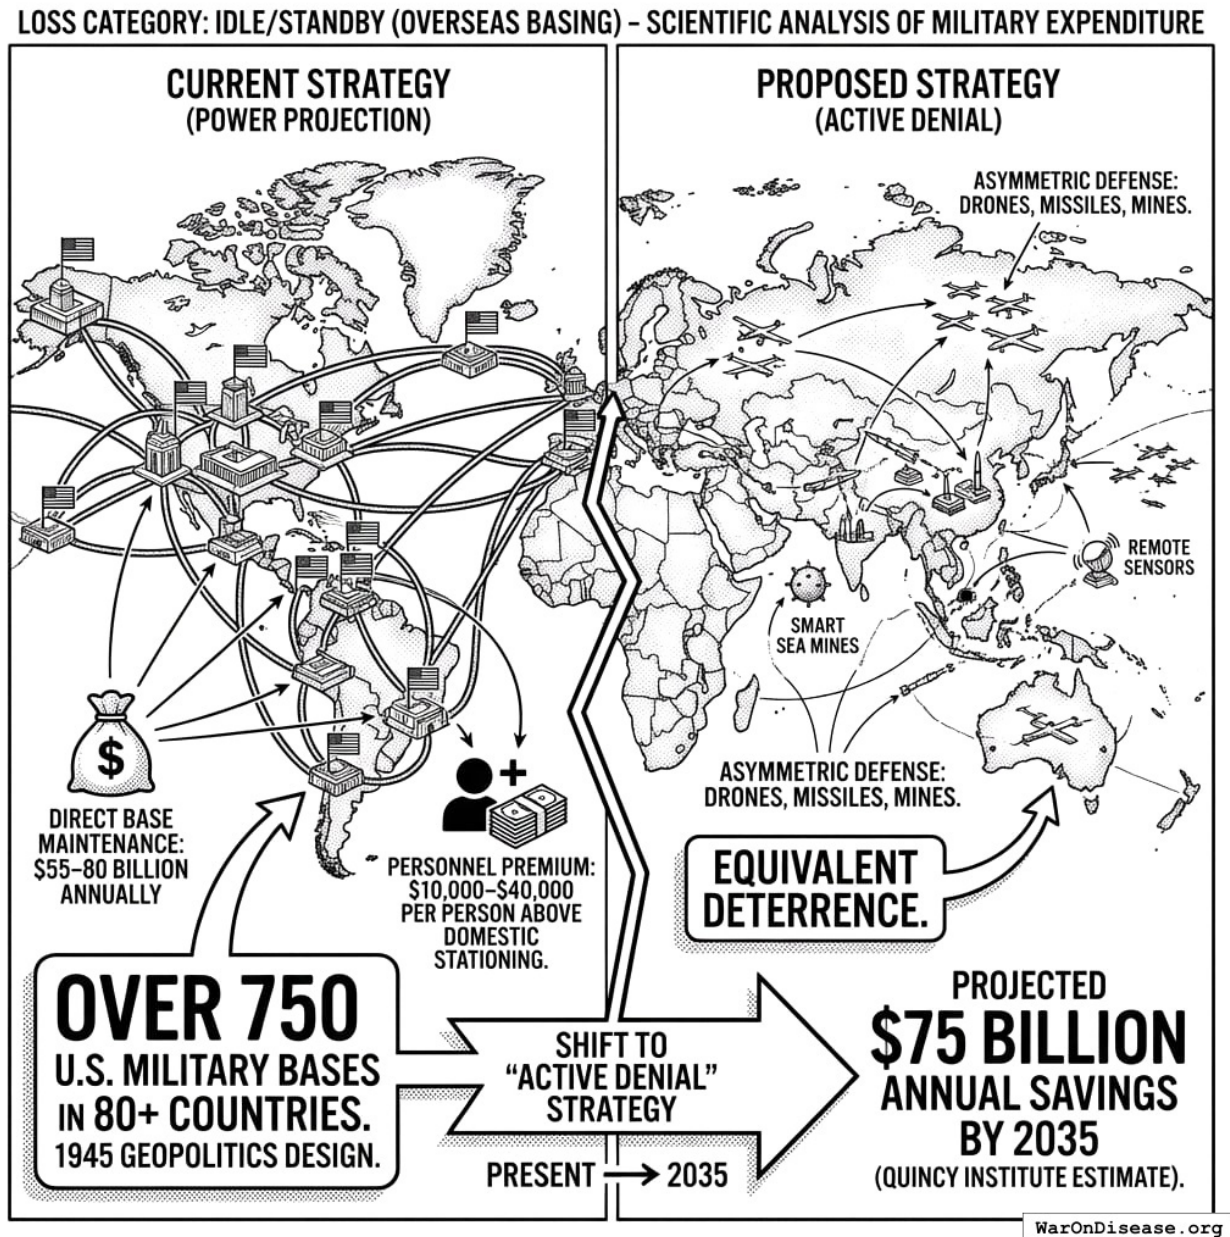 LOSS CATEGORY: IDLE/STANDBY (OVERSEAS BASING) – SCIENTIFIC ANALYSIS OF MILITARY EXPENDITURE
CURRENT STRATEGY
(POWER PROJECTION)
$
DIRECT BASE
MAINTENANCE:
$55–80 BILLION
ANNUALLY
+
PERSONNEL PREMIUM:
$10,000–$40,000
PER PERSON ABOVE
DOMESTIC
STATIONING.
OVER 750
U.S. MILITARY BASES
IN 80+ COUNTRIES.
1945 GEOPOLITICS DESIGN.
PROPOSED STRATEGY
(ACTIVE DENIAL)
ASYMMETRIC DEFENSE:
DRONES, MISSILES, MINES.
REMOTE
SENSORS
SMART
SEA MINES
ASYMMETRIC DEFENSE:
DRONES, MISSILES, MINES.
EQUIVALENT
DETERRENCE.
SHIFT TO
“ACTIVE DENIAL”
STRATEGY
PRESENT → 2035
PROJECTED
$75 BILLION
ANNUAL SAVINGS
BY 2035
(QUINCY INSTITUTE ESTIMATE).
WarOnDisease.org